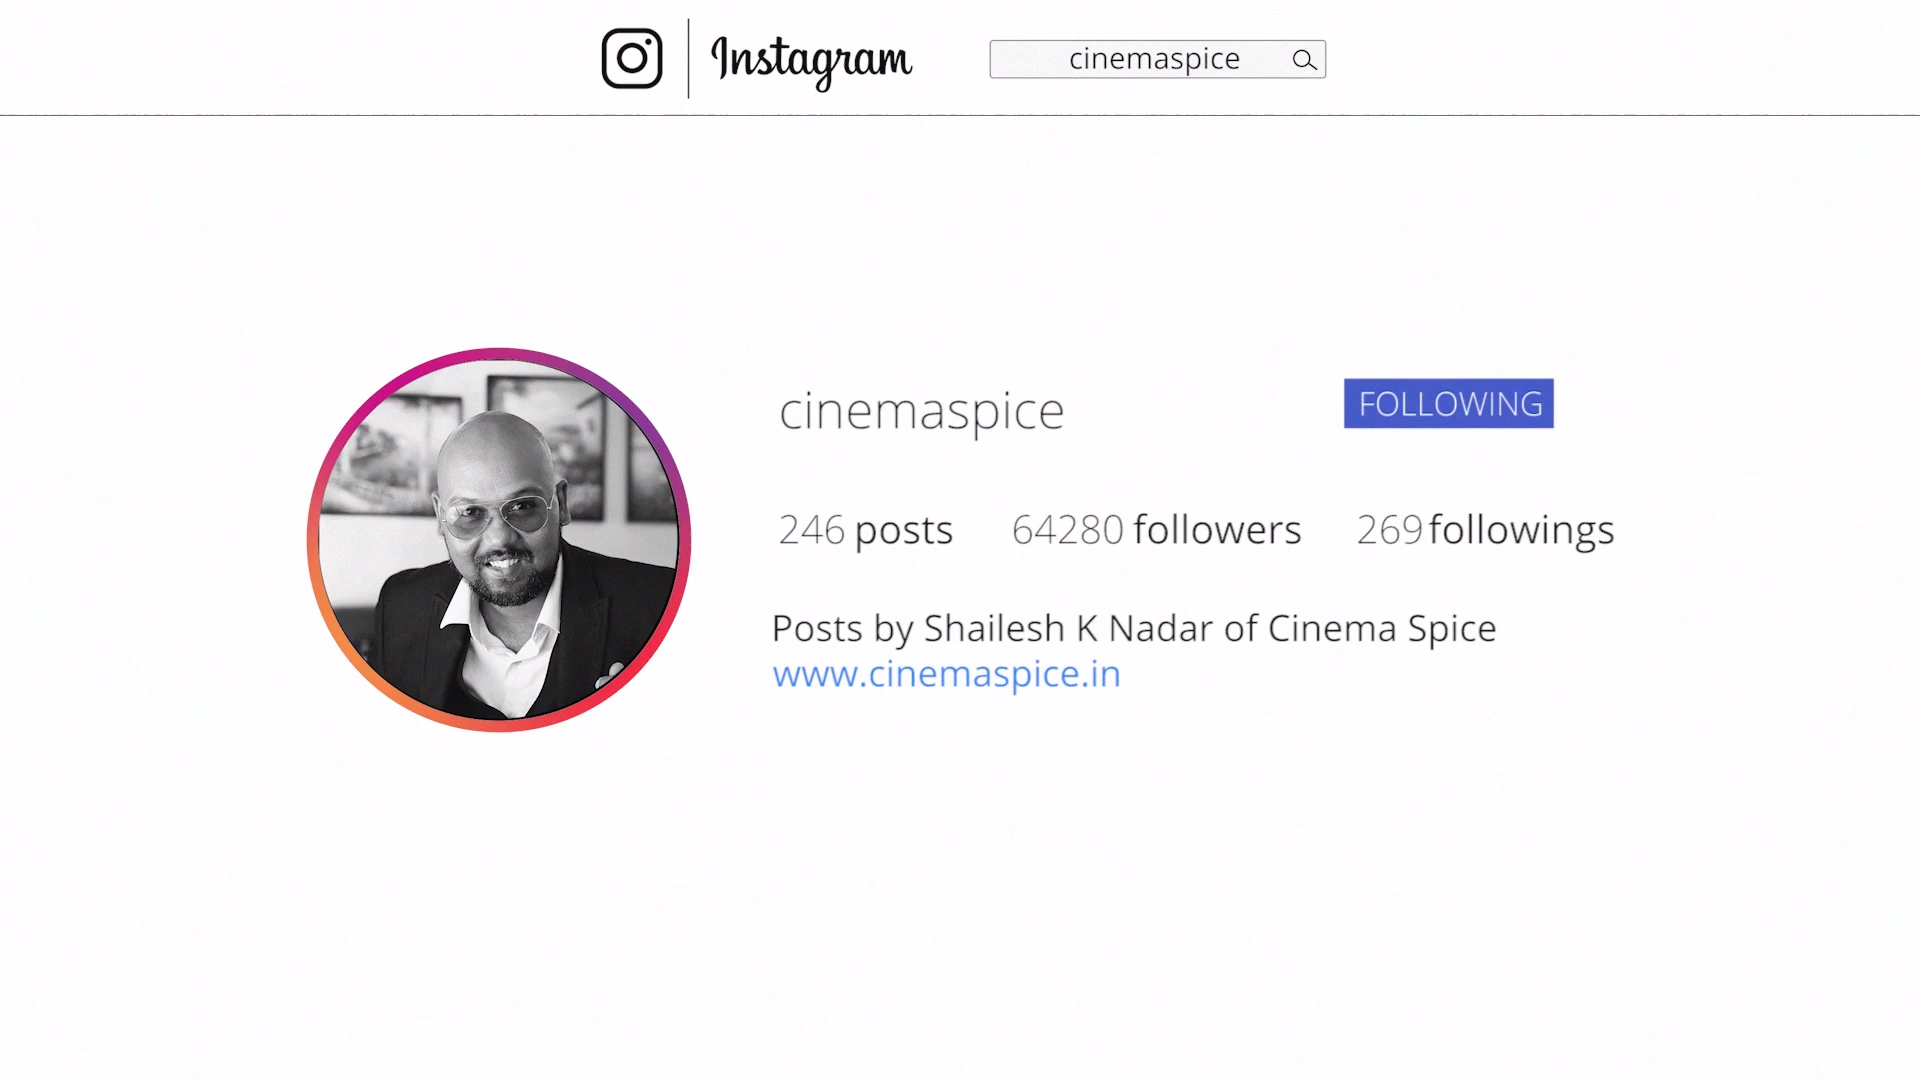 Instagram
cinemaspice
cinemaspice
FOLLOWING
246 posts 64280 followers 269 followings
Posts by Shailesh K Nadar of Cinema Spice
www.cinemaspice.in